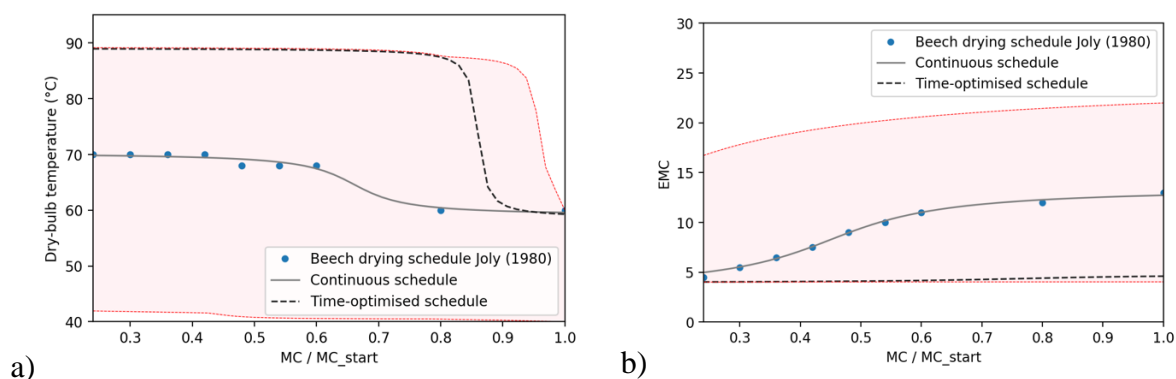 90
80
70
60
50
40
Dry-bulb temperature (°C)
Beech drying schedule Joly (1980)
Continuous schedule
Time-optimised schedule
0.3 0.4 0.5 0.6 0.7 0.8 0.9 1.0
MC / MC_start
a)
30
25
20
15
10
5
0
EMC
Beech drying schedule Joly (1980)
Continuous schedule
Time-optimised schedule
0.3 0.4 0.5 0.6 0.7 0.8 0.9 1.0
MC / MC_start
b)